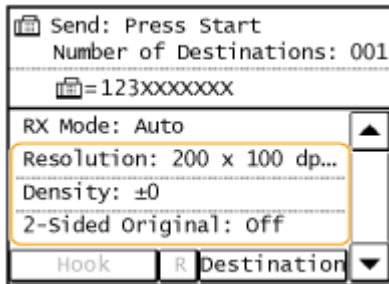 Send: Press Start
Number of Destinations: 001
=123XXXXXXX
RX Mode: Auto
Resolution: 200 x 100 dp...
Density: ±0
2-Sided Original: Off
Hook R Destination